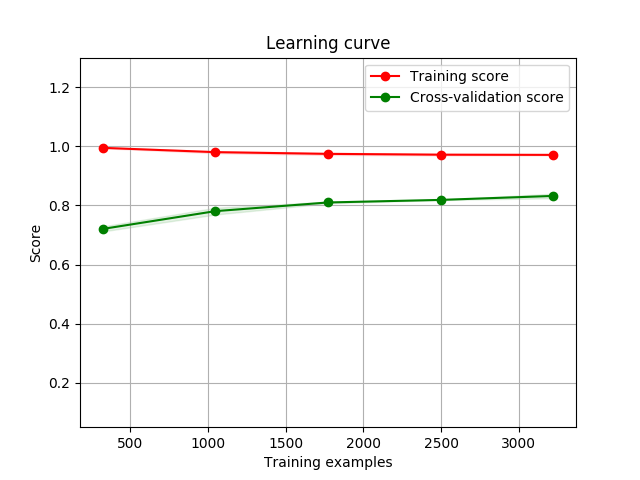 Learning curve
Training score
Cross-validation score
1.2
1.0
0.8
0.6
0.4
0.2
Score
500
1000
1500
2000
2500
3000
Training examples